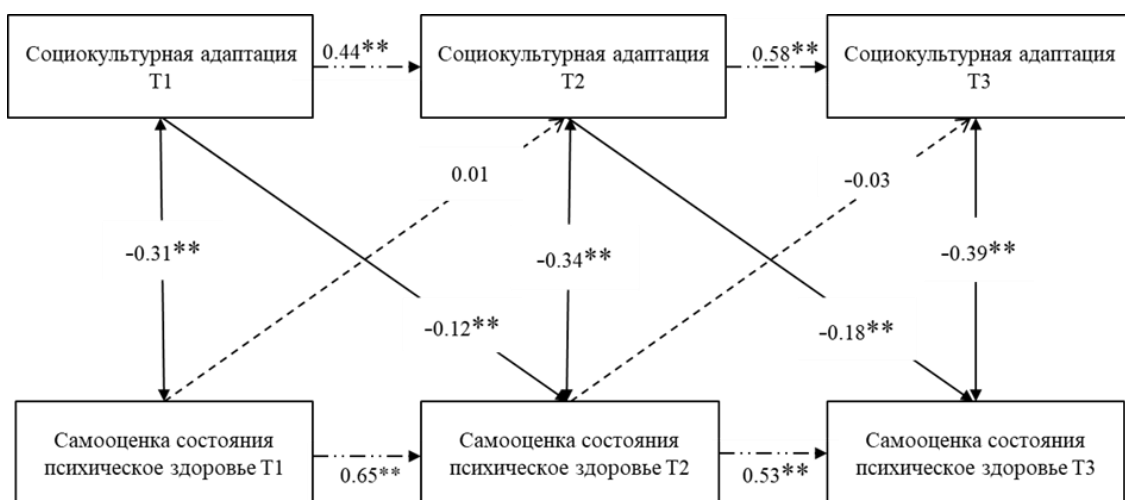 Социокультурная адаптация
T1
0.44**
Социокультурная адаптация
T2
0.58**
Социокультурная адаптация
T3
0.01
-0.03
-0.31**
-0.34**
-0.39**
-0.12**
-0.18**
Самооценка состояния
психическое здоровье T1
0.65**
Самооценка состояния
психическое здоровье T2
0.53**
Самооценка состояния
психическое здоровье T3